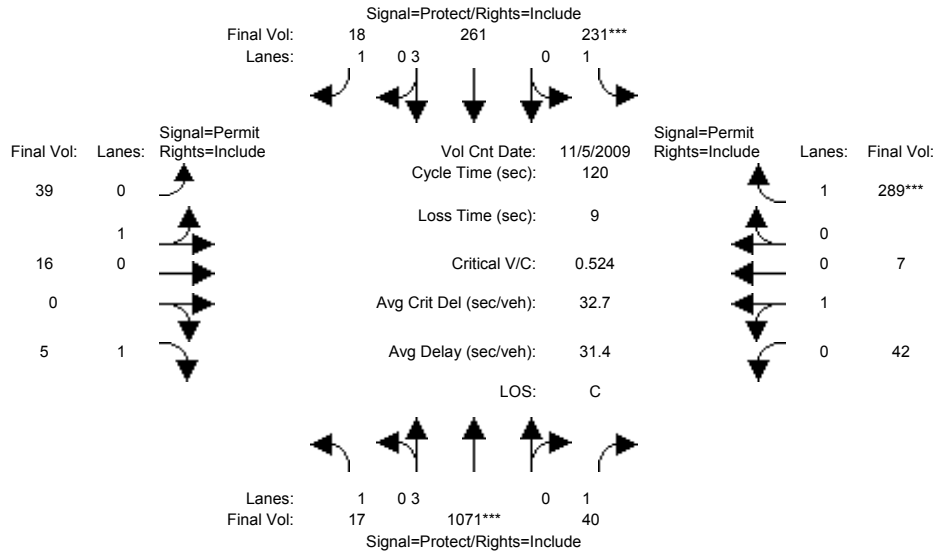 Signal=Protect/Rights=Include
Final Vol: 18 261 231***
Lanes: 1 0 3 0 1
Signal=Permit
Final Vol: Lanes: Rights=Include
Vol Cnt Date: 11/5/2009
Signal=Permit
Rights=Include Lanes: Final Vol:
Cycle Time (sec): 120
39 0
1 289***
Loss Time (sec): 9
1
0
16 0
Critical V/C: 0.524
0 7
0
Avg Crit Del (sec/veh): 32.7
1
5 1
Avg Delay (sec/veh): 31.4
0 42
LOS: C
Lanes: 1 0 3 0 1
Final Vol: 17 1071*** 40
Signal=Protect/Rights=Include